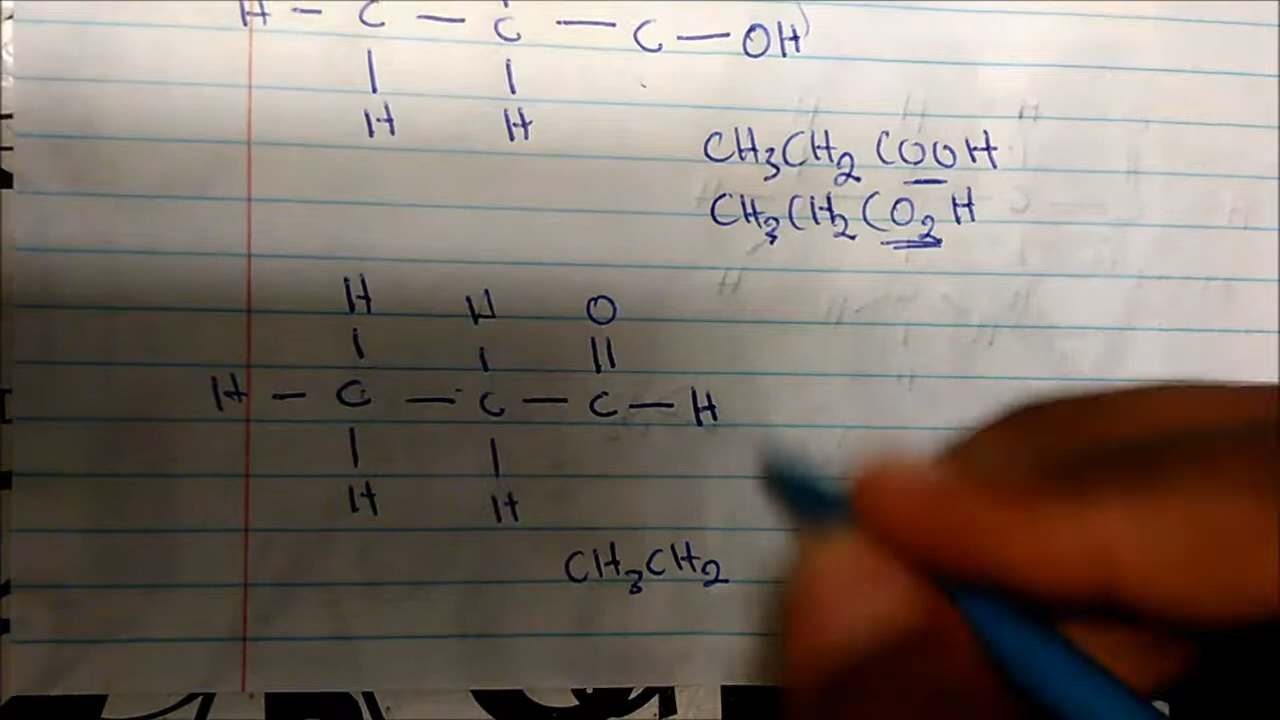 H – C – C – C – OH
| |
H H
CH₃CH₂COOH
CH₃CH₂CO₂H
H H O
| | ||
H – C – C – C – H
| |
H H
CH₃CH₂